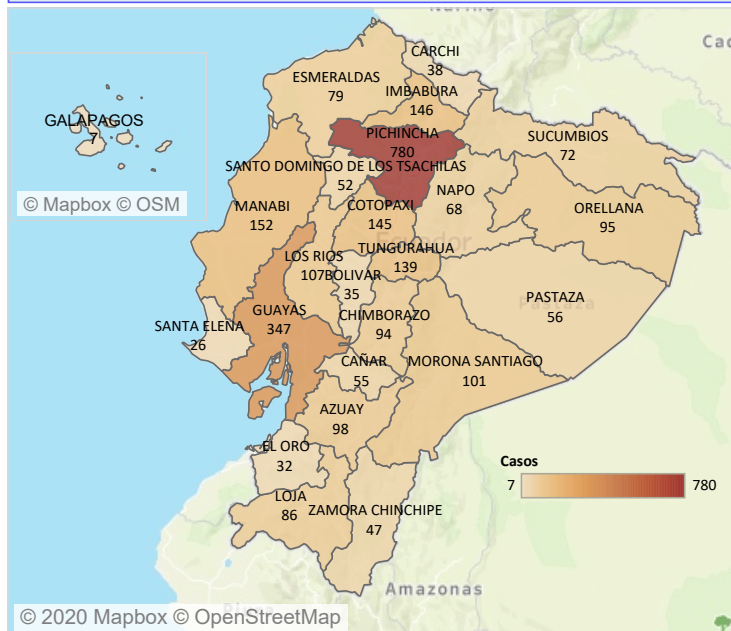 CARCHI
38
ESMERALDAS
79
IMBABURA
146
GALAPAGOS
7
PICHINCHA
780
SUCUMBIOS
72
SANTO DOMINGO DE LOS TSACHILAS
52
NAPO
68
© Mapbox © OSM
MANABI
152
COTOPAXI
145
ORELLANA
95
Ecuador
TUNGURAHUA
139
LOS RIOS
107
BOLIVAR
35
PASTAZA
56
Pastaza
GUAYAS
347
CHIMBORAZO
94
SANTA ELENA
26
CAÑAR
55
MORONA SANTIAGO
101
AZUAY
98
EL ORO
32
Casos
7
780
LOJA
86
ZAMORA CHINCHIPE
47
Amazonas
© 2020 Mapbox © OpenStreetMap